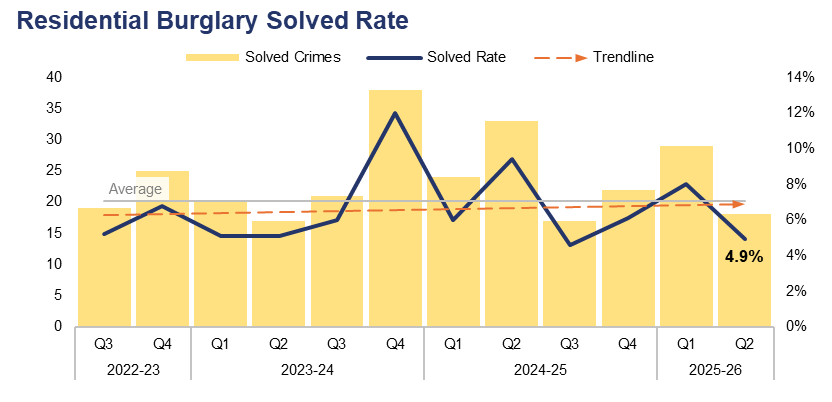 Residential Burglary Solved Rate
Solved Crimes Solved Rate Trendline
40 14%
35 12%
30 10%
25 8%
20 6%
15 4%
10 2%
5 0%
0
Average
4.9%
Q3 Q4 Q1 Q2 Q3 Q4 Q1 Q2 Q3 Q4 Q1 Q2
2022-23 2023-24 2024-25 2025-26